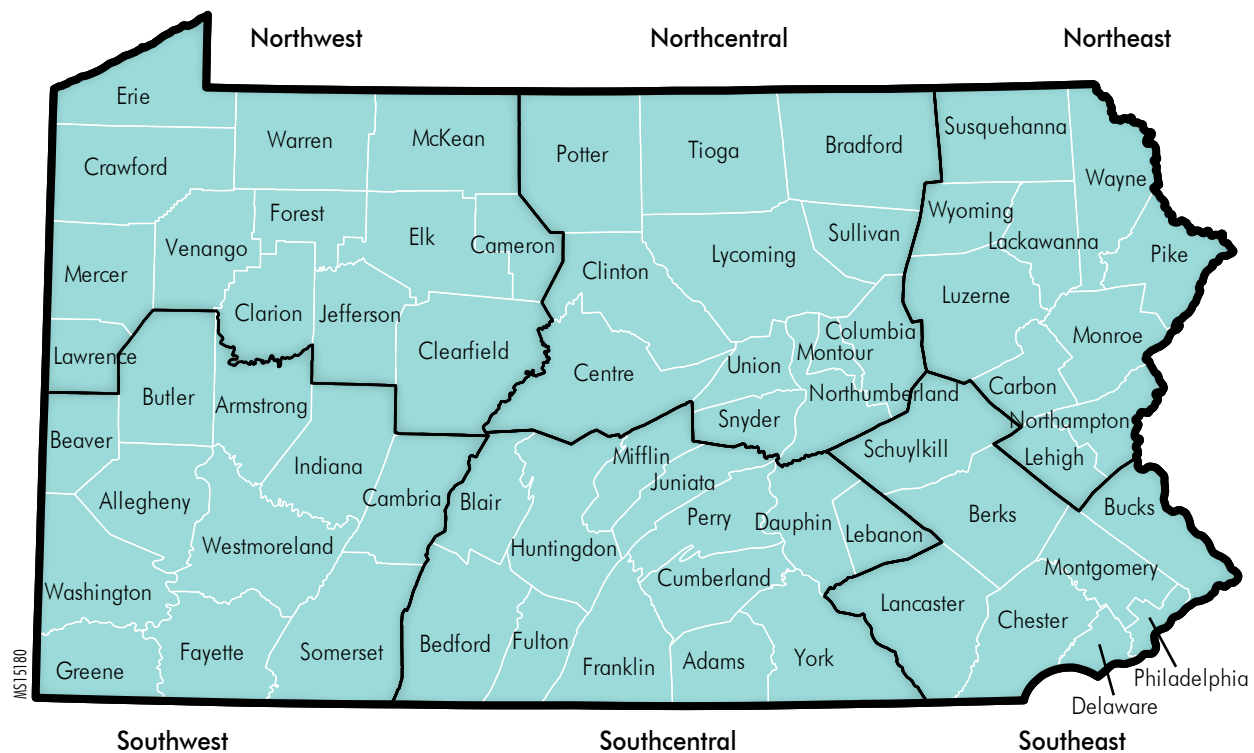 Northwest
Northcentral
Northeast
Erie
Warren
McKean
Potter
Tioga
Bradford
Susquehanna
Crawford
Wayne
Forest
Wyoming
Venango
Elk
Cameron
Sullivan
Lackawanna
Mercer
Clinton
Lycoming
Pike
Luzerne
Clarion
Jefferson
Columbia
Lawrence
Clearfield
Montour
Monroe
Centre
Union
Butler
Armstrong
Northumberland
Carbon
Snyder
Northampton
Beaver
Schuylkill
Indiana
Mifflin
Lehigh
Allegheny
Cambria
Blair
Juniata
Perry
Dauphin
Berks
Bucks
Westmoreland
Huntingdon
Lebanon
Washington
Cumberland
Montgomery
Lancaster
Chester
Greene
Fayette
Somerset
Bedford
Fulton
Franklin
Adams
York
Philadelphia
Delaware
MS15180
Southwest
Southcentral
Southeast